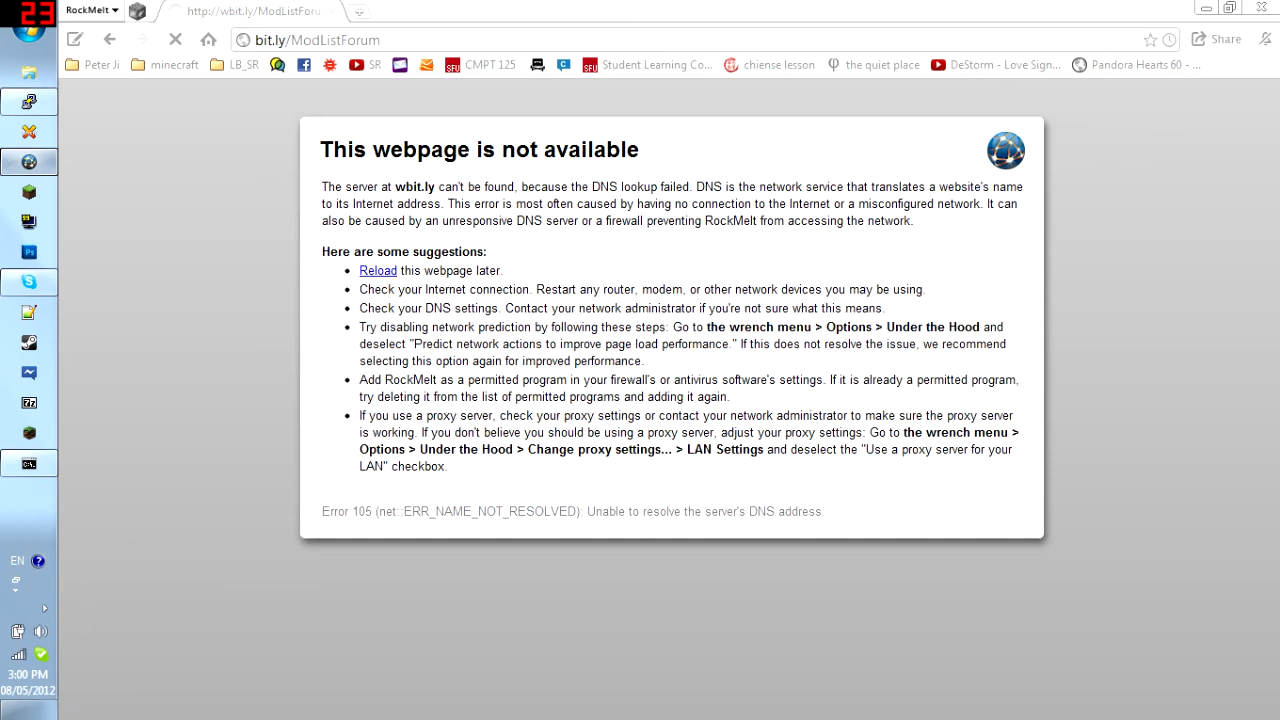 23
RockMelt
http://wbit.ly/ModListForu
bit.ly/ModListForum
Share
Peter Ji
minecraft
LB_SR
SR
SFU CMPT 125
SFU Student Learning Co...
chiense lesson
the quiet place
DeStorm - Love Sign...
Pandora Hearts 60 - ...
This webpage is not available
The server at wbit.ly can't be found, because the DNS lookup failed. DNS is the network service that translates a website's name
to its Internet address. This error is most often caused by having no connection to the Internet or a misconfigured network. It can
also be caused by an unresponsive DNS server or a firewall preventing RockMelt from accessing the network.
Here are some suggestions:
Reload this webpage later.
Check your Internet connection. Restart any router, modem, or other network devices you may be using.
Check your DNS settings. Contact your network administrator if you're not sure what this means.
Try disabling network prediction by following these steps: Go to the wrench menu > Options > Under the Hood and
deselect "Predict network actions to improve page load performance." If this does not resolve the issue, we recommend
selecting this option again for improved performance.
Add RockMelt as a permitted program in your firewall's or antivirus software's settings. If it is already a permitted program,
try deleting it from the list of permitted programs and adding it again.
If you use a proxy server, check your proxy settings or contact your network administrator to make sure the proxy server
is working. If you don't believe you should be using a proxy server, adjust your proxy settings: Go to the wrench menu >
Options > Under the Hood > Change proxy settings... > LAN Settings and deselect the "Use a proxy server for your
LAN" checkbox.
Error 105 (net::ERR_NAME_NOT_RESOLVED): Unable to resolve the server's DNS address.
Ps
7z
C:\.
EN
3:00 PM
08/05/2012